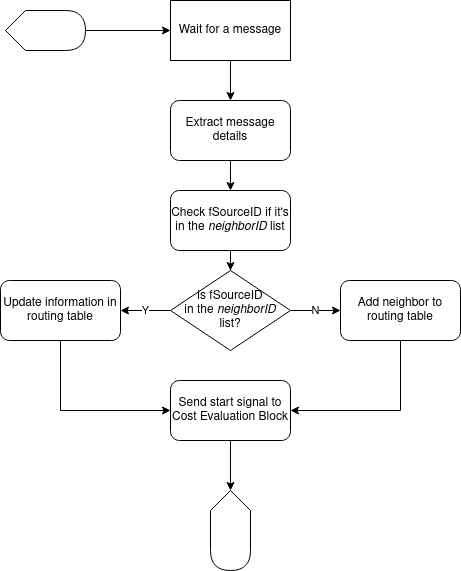 Wait for a message
Extract message
details
Check fSourceID if it's
in the neighborID list
Is fSourceID
in the neighborID
list?
Y
N
Update information in
routing table
Add neighbor to
routing table
Send start signal to
Cost Evaluation Block